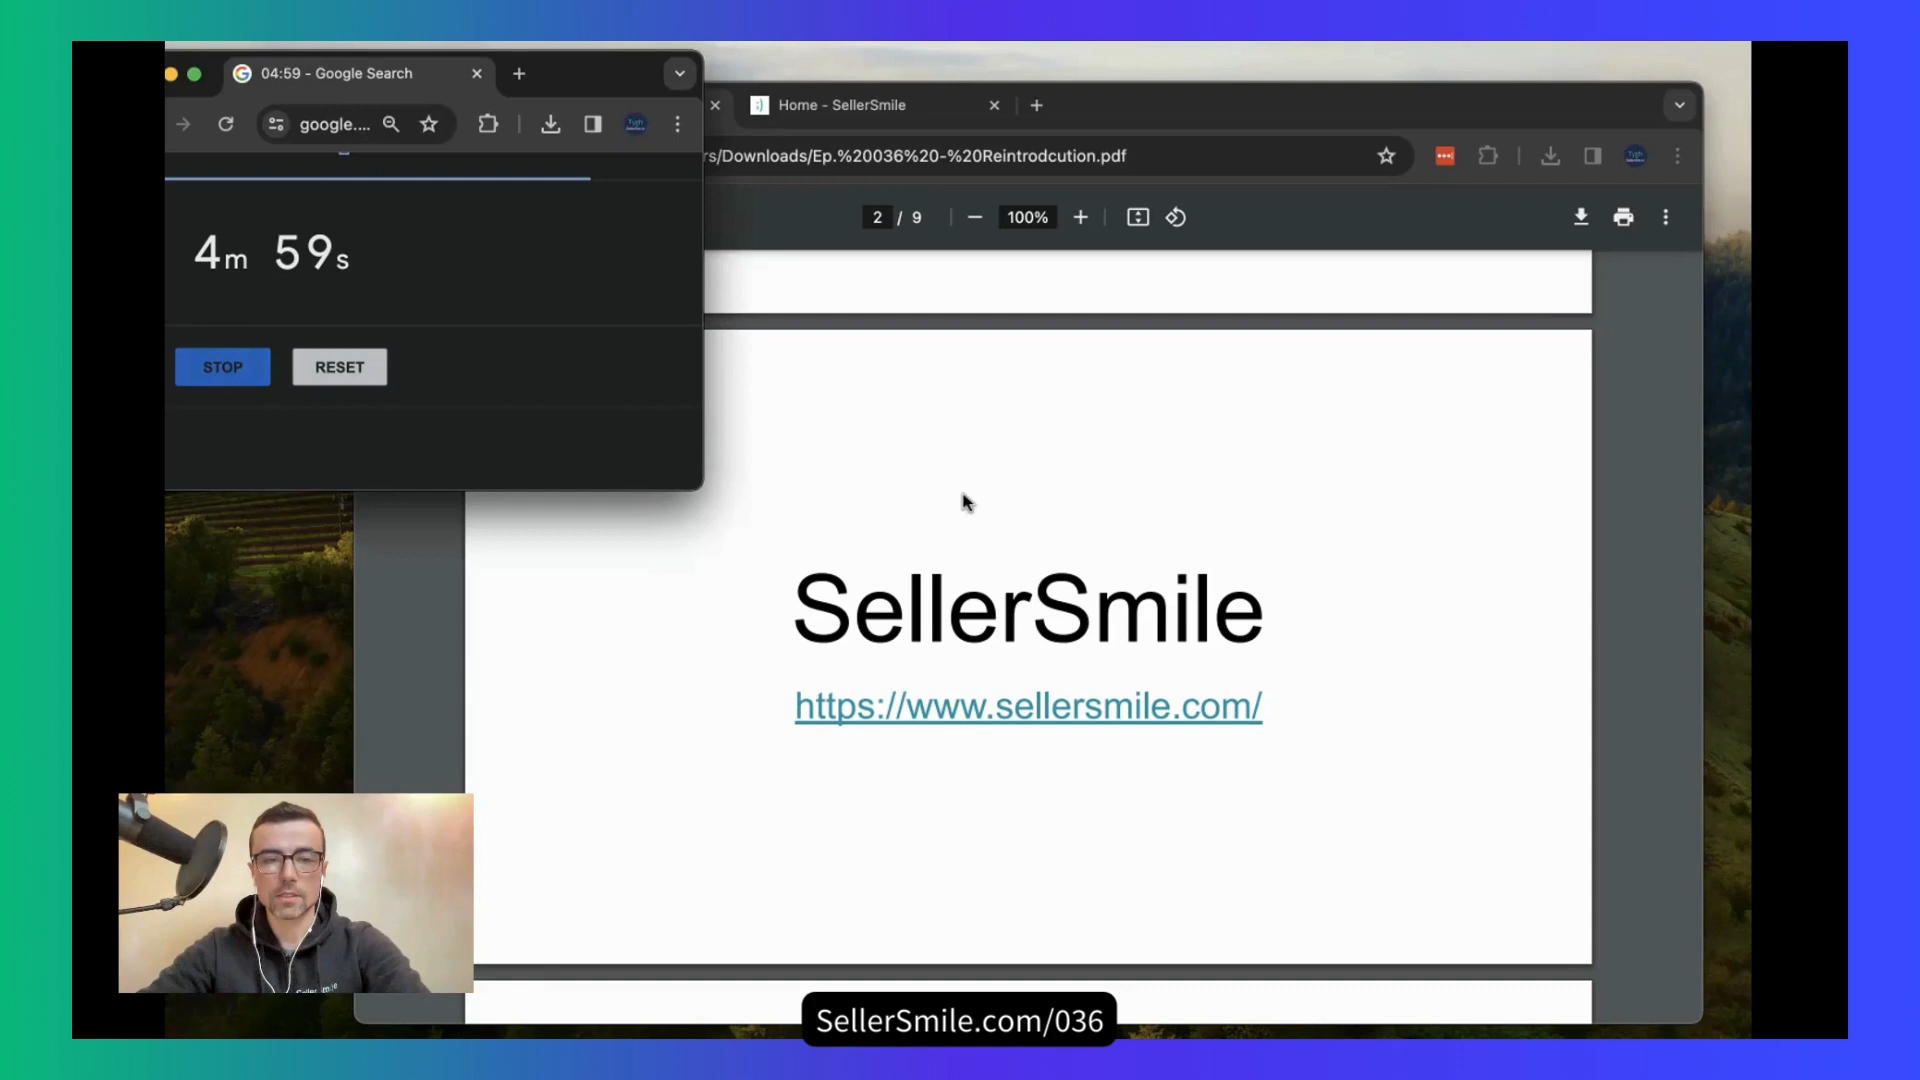 04:59 - Google Search
google....
4m 59s
STOP
RESET
Home - SellerSmile
rs/Downloads/Ep.%20036%20-%20Reintrodcution.pdf
2 / 9
100%
SellerSmile
https://www.sellersmile.com/
SellerSmile.com/036